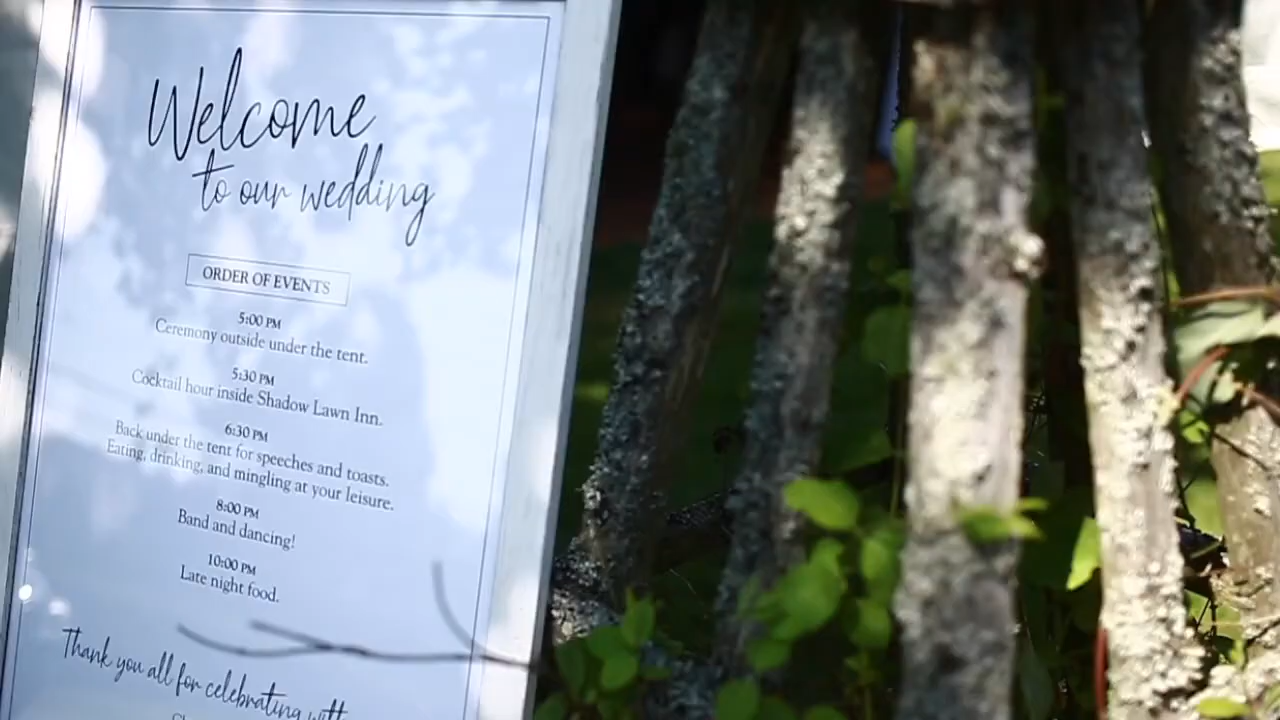 Welcome
to our wedding
ORDER OF EVENTS
5:00 PM
Ceremony outside under the tent.
5:30 PM
Cocktail hour inside Shadow Lawn Inn.
6:30 PM
Back under the tent for speeches and toasts.
Eating, drinking, and mingling at your leisure.
8:00 PM
Band and dancing!
10:00 PM
Late night food.
Thank you all for celebrating with